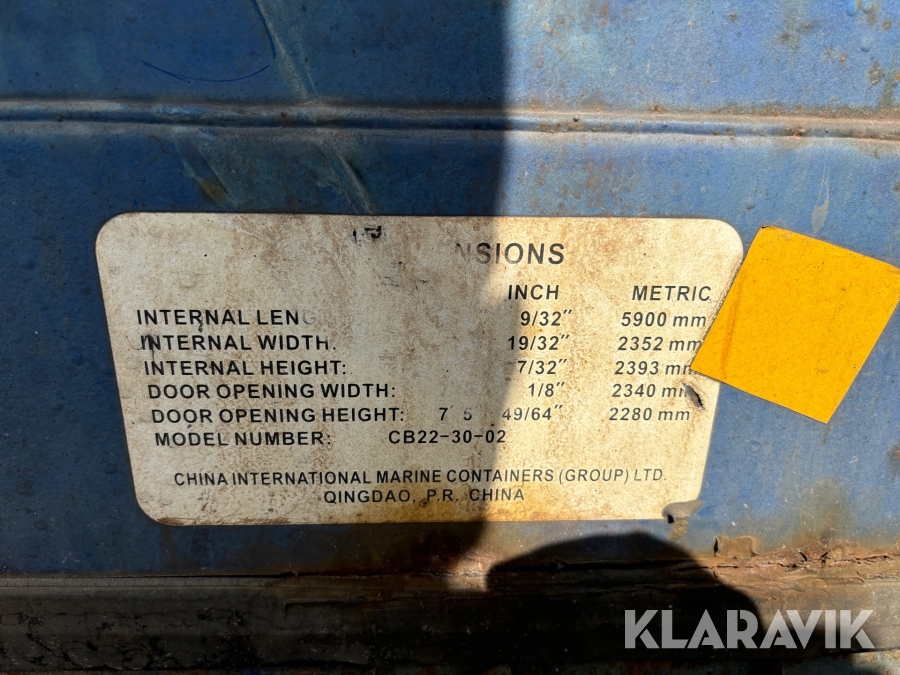 NSIONS
INCH METRIC
INTERNAL LENG 9/32" 5900 mm
INTERNAL WIDTH: 19/32" 2352 mm
INTERNAL HEIGHT: 7/32" 2393 mm
DOOR OPENING WIDTH: 1/8" 2340 mm
DOOR OPENING HEIGHT: 7' 5 49/64" 2280 mm
MODEL NUMBER: CB22-30-02
CHINA INTERNATIONAL MARINE CONTAINERS (GROUP) LTD.
QINGDAO, P.R. CHINA
KLARAVIK